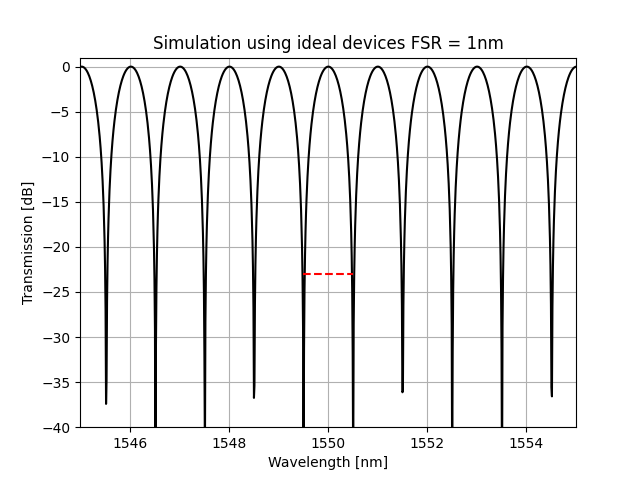 Simulation using ideal devices FSR = 1nm
0
−5
−10
−15
−20
−25
−30
−35
−40
Transmission [dB]
1546 1548 1550 1552 1554
Wavelength [nm]